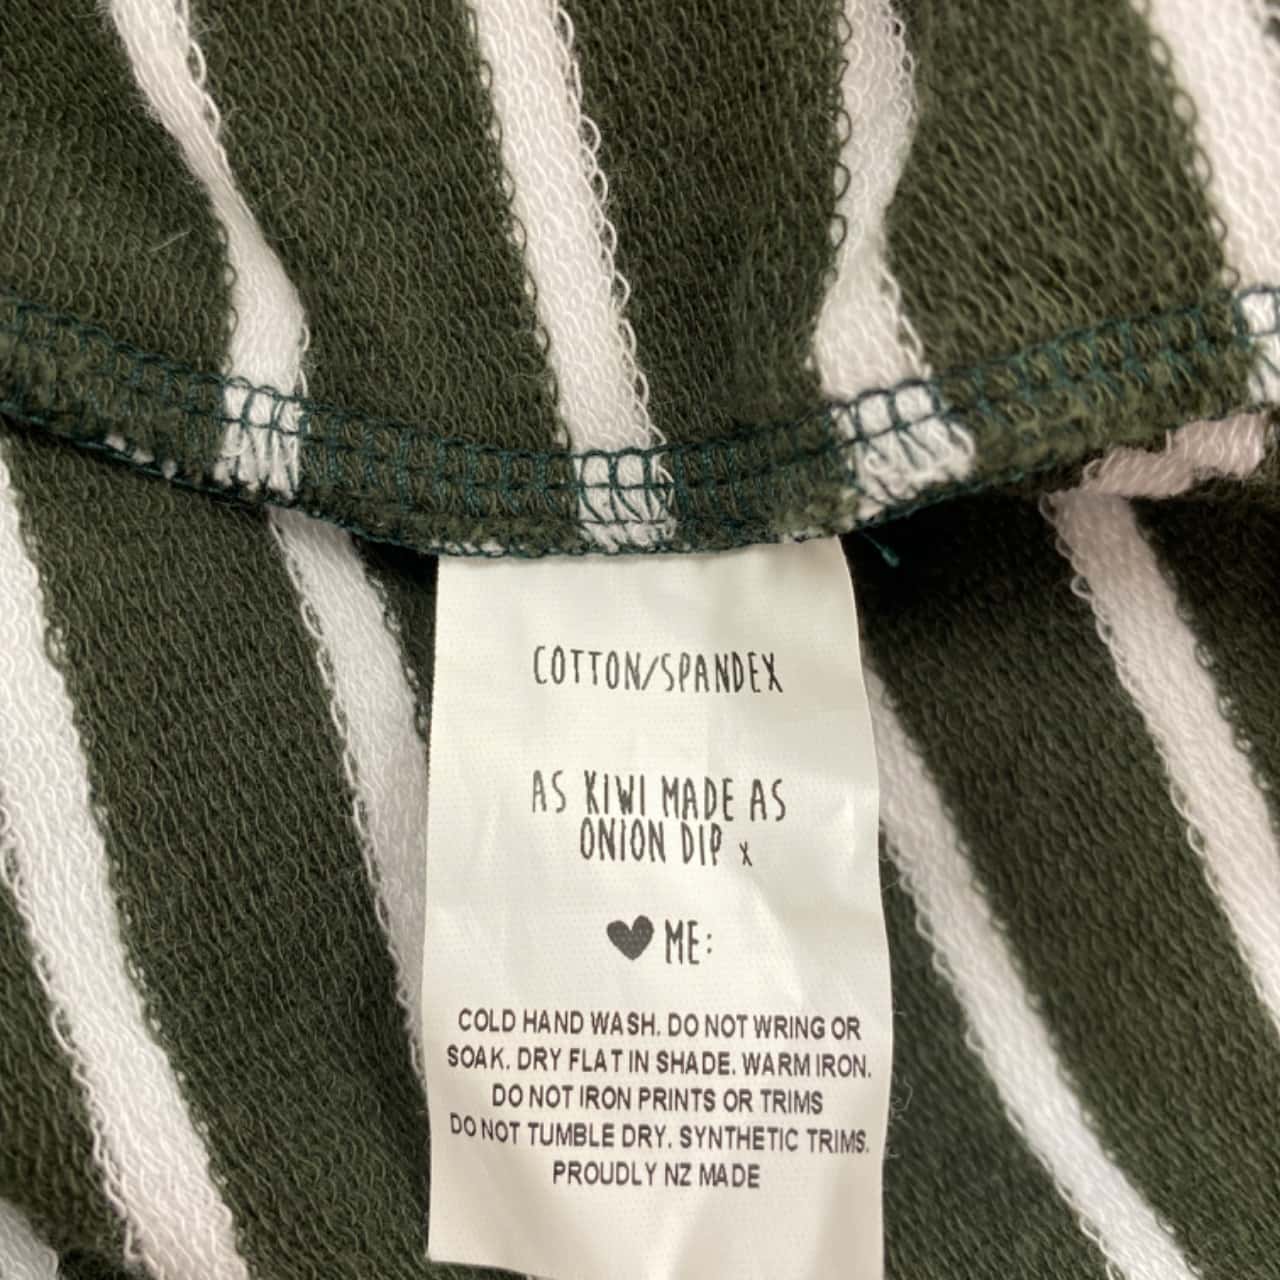 COTTON/SPANDEX
AS KIWI MADE AS
ONION DIP x
♥ ME:
COLD HAND WASH. DO NOT WRING OR
SOAK. DRY FLAT IN SHADE. WARM IRON.
DO NOT IRON PRINTS OR TRIMS
DO NOT TUMBLE DRY. SYNTHETIC TRIMS.
PROUDLY NZ MADE